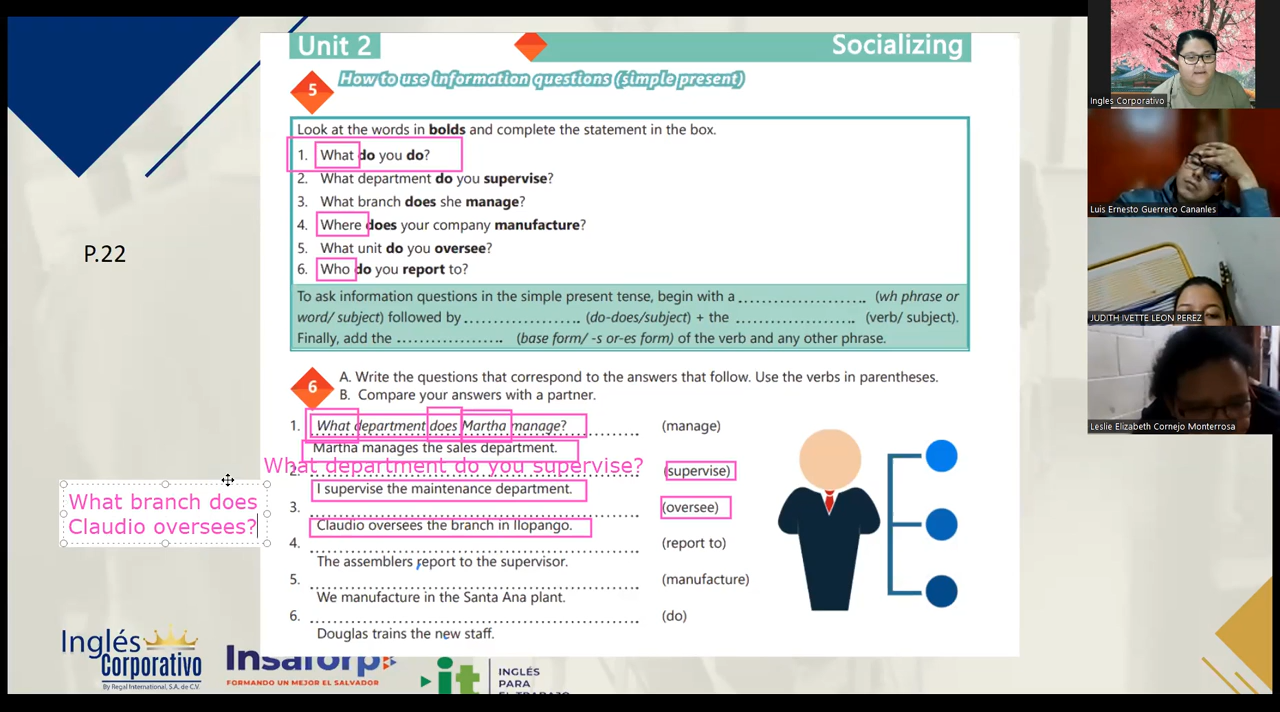 Unit 2
Socializing
5
How to use information questions (simple present)
Look at the words in bolds and complete the statement in the box.
1. What do you do?
2. What department do you supervise?
3. What branch does she manage?
4. Where does your company manufacture?
5. What unit do you oversee?
6. Who do you report to?
To ask information questions in the simple present tense, begin with a ...................... (wh phrase or
word/ subject) followed by ...................... (do-does/subject) + the ...................... (verb/ subject).
Finally, add the ................... (base form/ -s or-es form) of the verb and any other phrase.
6
A. Write the questions that correspond to the answers that follow. Use the verbs in parentheses.
B. Compare your answers with a partner.
1. What department does Martha manage? (manage)
Martha manages the sales department.
2. What department do you supervise? (supervise)
I supervise the maintenance department.
3. (oversee)
Claudio oversees the branch in Ilopango.
4. (report to)
The assemblers report to the supervisor.
5. (manufacture)
We manufacture in the Santa Ana plant.
6. (do)
Douglas trains the new staff.
P.22
What branch does
Claudio oversees?
Inglés
Corporativo
By Regal International, S.A. de C.V.
Insaforp
FORMANDO UN MEJOR EL SALVADOR
it
INGLÉS
PARA
EL TRABAJO
Ingles Corporativo
Luis Ernesto Guerrero Cananles
JUDITH IVETTE LEON PEREZ
Leslie Elizabeth Cornejo Monterrosa